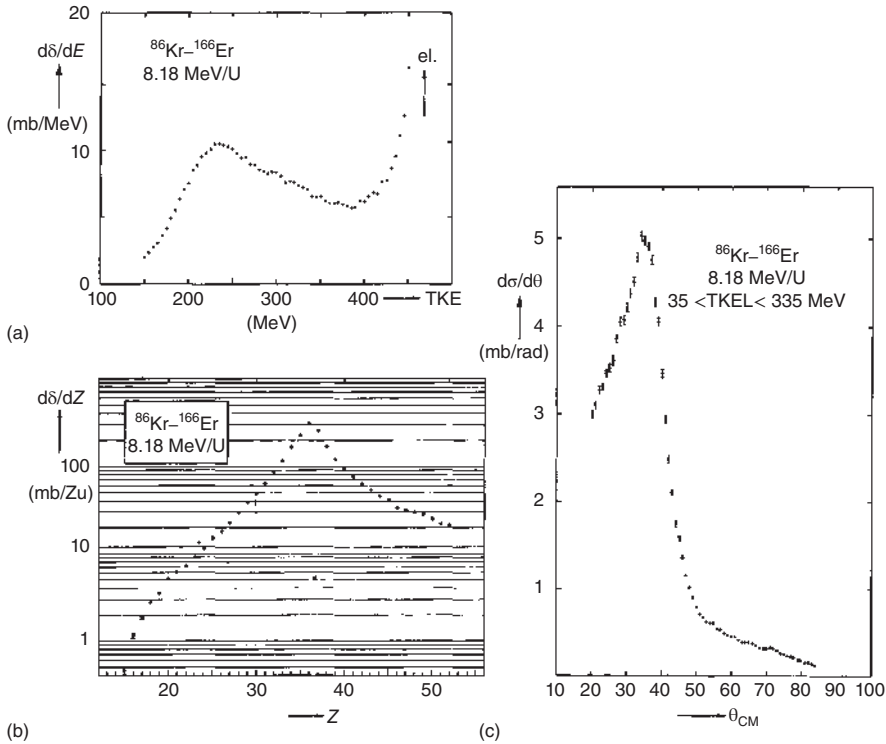 20
dδ/dE
⁸⁶Kr–¹⁶⁶Er
8.18 MeV/U
el.
(mb/MeV)
10
0
100
200
300
400
TKE
(MeV)
(a)
dδ/dZ
⁸⁶Kr–¹⁶⁶Er
8.18 MeV/U
100
(mb/Zu)
10
1
20
30
40
50
Z
(b)
5
⁸⁶Kr–¹⁶⁶Er
dσ/dθ
8.18 MeV/U
35 <TKEL< 335 MeV
4
(mb/rad)
3
2
1
10
20
30
40
50
60
70
80
90
100
θCM
(c)